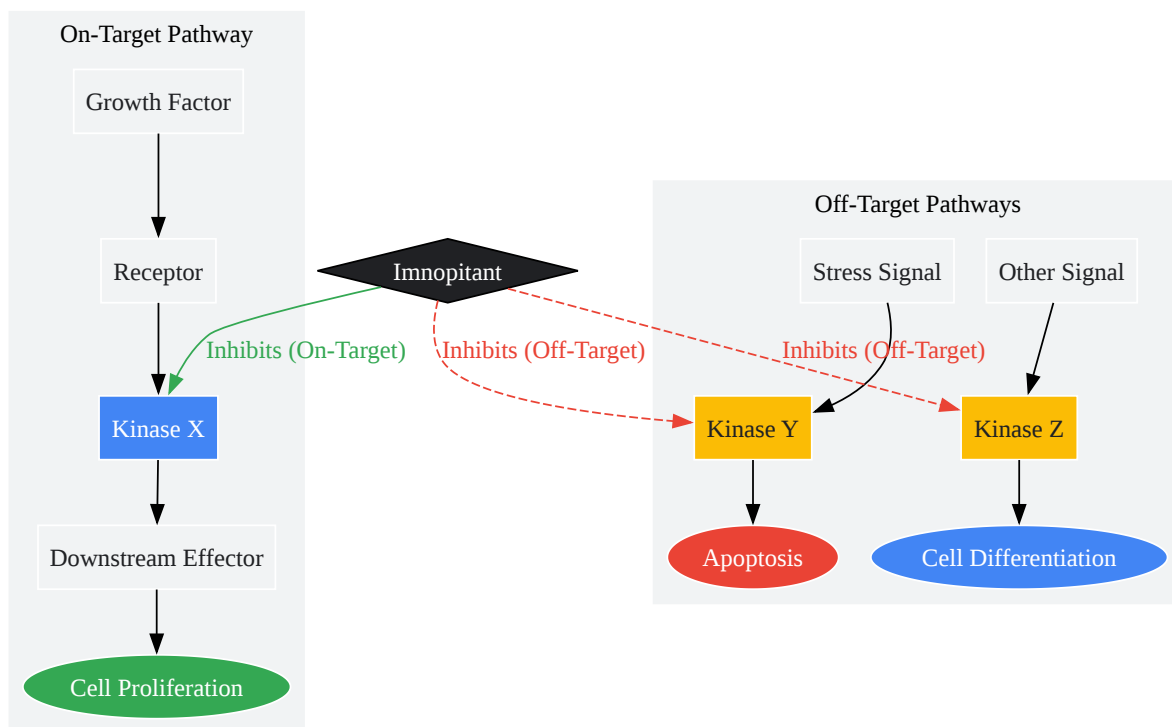 On-Target Pathway
Growth Factor
Receptor
Inhibits (On-Target)
Kinase X
Downstream Effector
Cell Proliferation
Imnopitant
Inhibits (Off-Target)
Inhibits (Off-Target)
Off-Target Pathways
Stress Signal
Other Signal
Kinase Y
Kinase Z
Apoptosis
Cell Differentiation